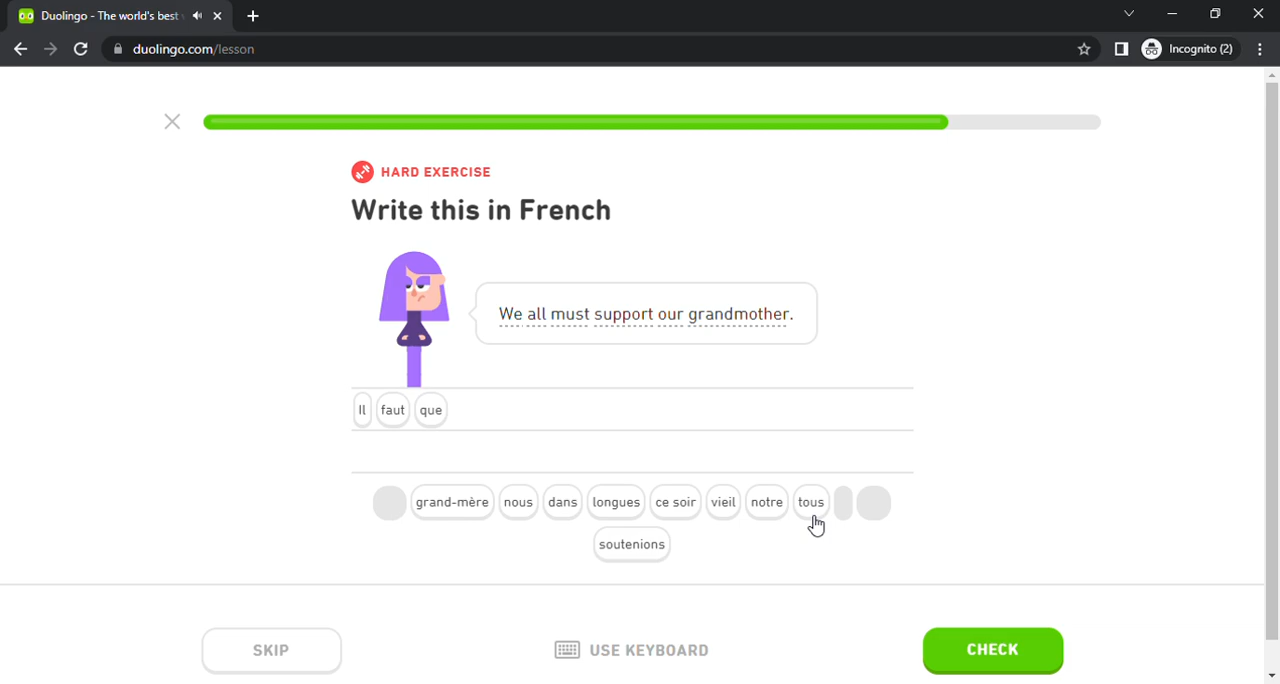 Duolingo - The world's best
duolingo.com/lesson
Incognito (2)
HARD EXERCISE
Write this in French
We all must support our grandmother.
Il faut que
grand-mère nous dans longues ce soir vieil notre tous
soutenions
SKIP USE KEYBOARD CHECK